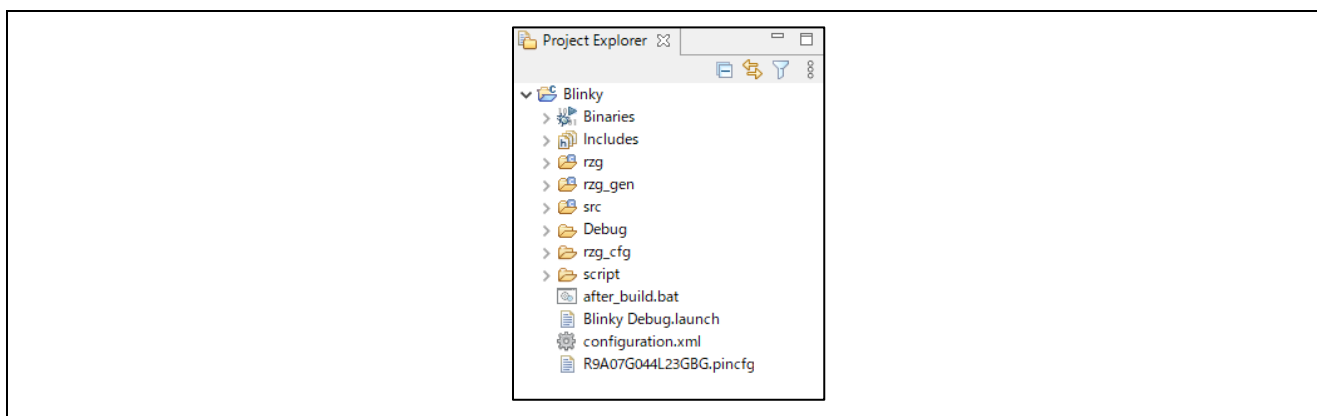 Project Explorer
Blinky
Binaries
Includes
rzg
rzg_gen
src
Debug
rzg_cfg
script
after_build.bat
Blinky Debug.launch
configuration.xml
R9A07G044L23GBG.pincfg